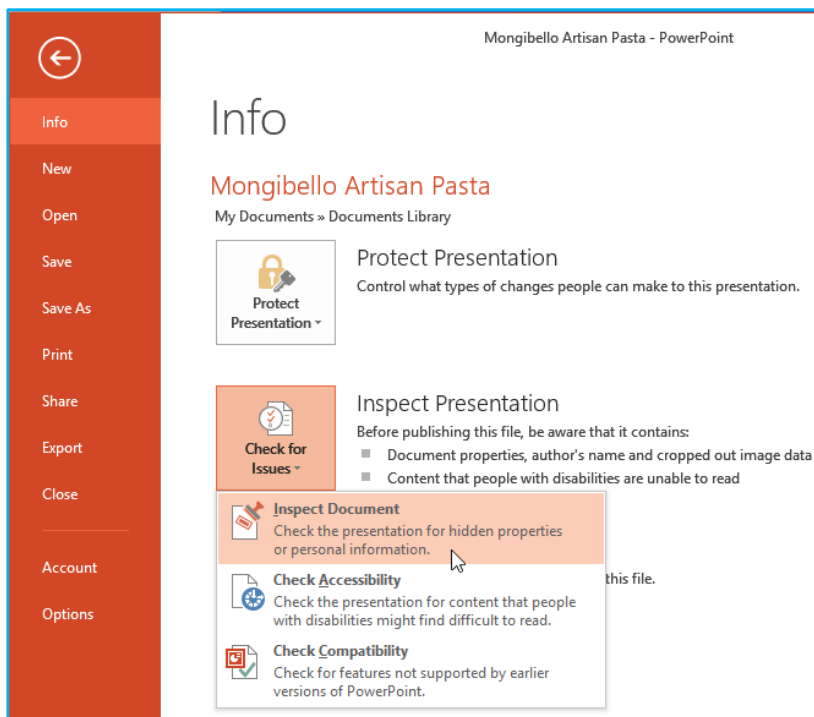 Mongibello Artisan Pasta - PowerPoint
Info
New
Open
Save
Save As
Print
Share
Export
Close
Account
Options
Info
Mongibello Artisan Pasta
My Documents » Documents Library
Protect
Presentation
Protect Presentation
Control what types of changes people can make to this presentation.
Check for
Issues
Inspect Presentation
Before publishing this file, be aware that it contains:
Document properties, author's name and cropped out image data
Content that people with disabilities are unable to read
Inspect Document
Check the presentation for hidden properties
or personal information.
Check Accessibility
Check the presentation for content that people
with disabilities might find difficult to read.
this file.
Check Compatibility
Check for features not supported by earlier
versions of PowerPoint.